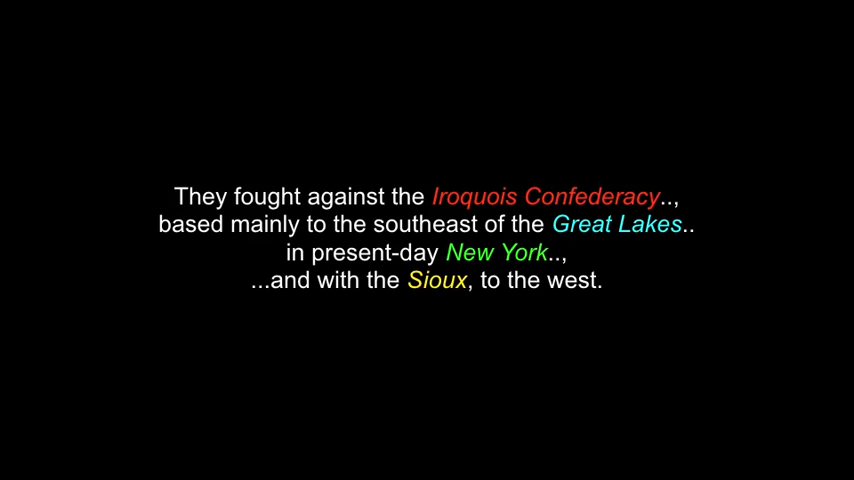 They fought against the Iroquois Confederacy..,
based mainly to the southeast of the Great Lakes..
in present-day New York..,
...and with the Sioux, to the west.